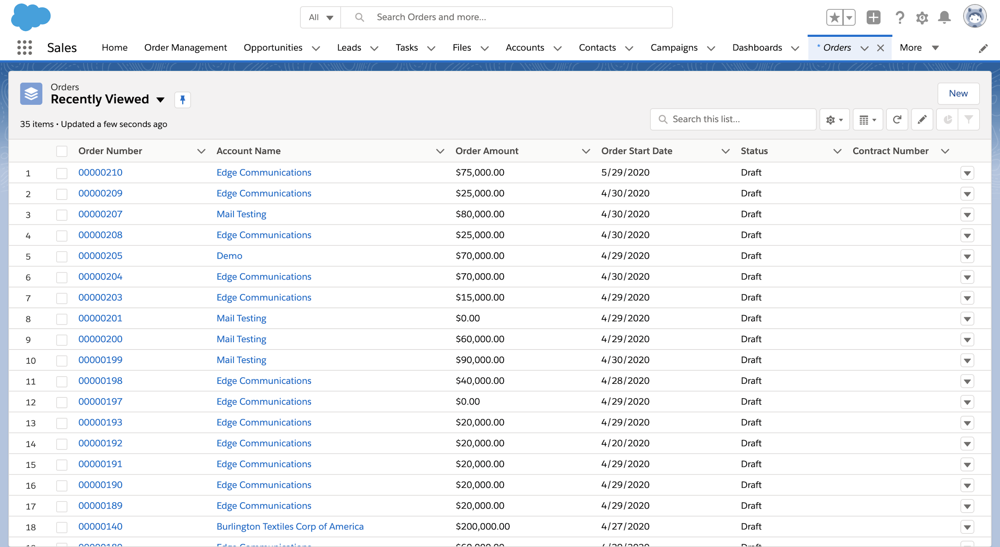 All Search Orders and more...
Sales Home Order Management Opportunities Leads Tasks Files Accounts Contacts Campaigns Dashboards * Orders More
Orders
Recently Viewed
New
35 items • Updated a few seconds ago
Search this list...
Order Number Account Name Order Amount Order Start Date Status Contract Number
1 00000210 Edge Communications $75,000.00 5/29/2020 Draft
2 00000209 Edge Communications $25,000.00 4/30/2020 Draft
3 00000207 Mail Testing $80,000.00 4/30/2020 Draft
4 00000208 Edge Communications $25,000.00 4/30/2020 Draft
5 00000205 Demo $70,000.00 4/29/2020 Draft
6 00000204 Edge Communications $70,000.00 4/30/2020 Draft
7 00000203 Edge Communications $15,000.00 4/29/2020 Draft
8 00000201 Mail Testing $0.00 4/29/2020 Draft
9 00000200 Mail Testing $60,000.00 4/29/2020 Draft
10 00000199 Mail Testing $90,000.00 4/30/2020 Draft
11 00000198 Edge Communications $40,000.00 4/28/2020 Draft
12 00000197 Edge Communications $0.00 4/29/2020 Draft
13 00000193 Edge Communications $20,000.00 4/29/2020 Draft
14 00000192 Edge Communications $20,000.00 4/20/2020 Draft
15 00000191 Edge Communications $20,000.00 4/29/2020 Draft
16 00000190 Edge Communications $20,000.00 4/29/2020 Draft
17 00000189 Edge Communications $20,000.00 4/29/2020 Draft
18 00000140 Burlington Textiles Corp of America $200,000.00 4/27/2020 Draft